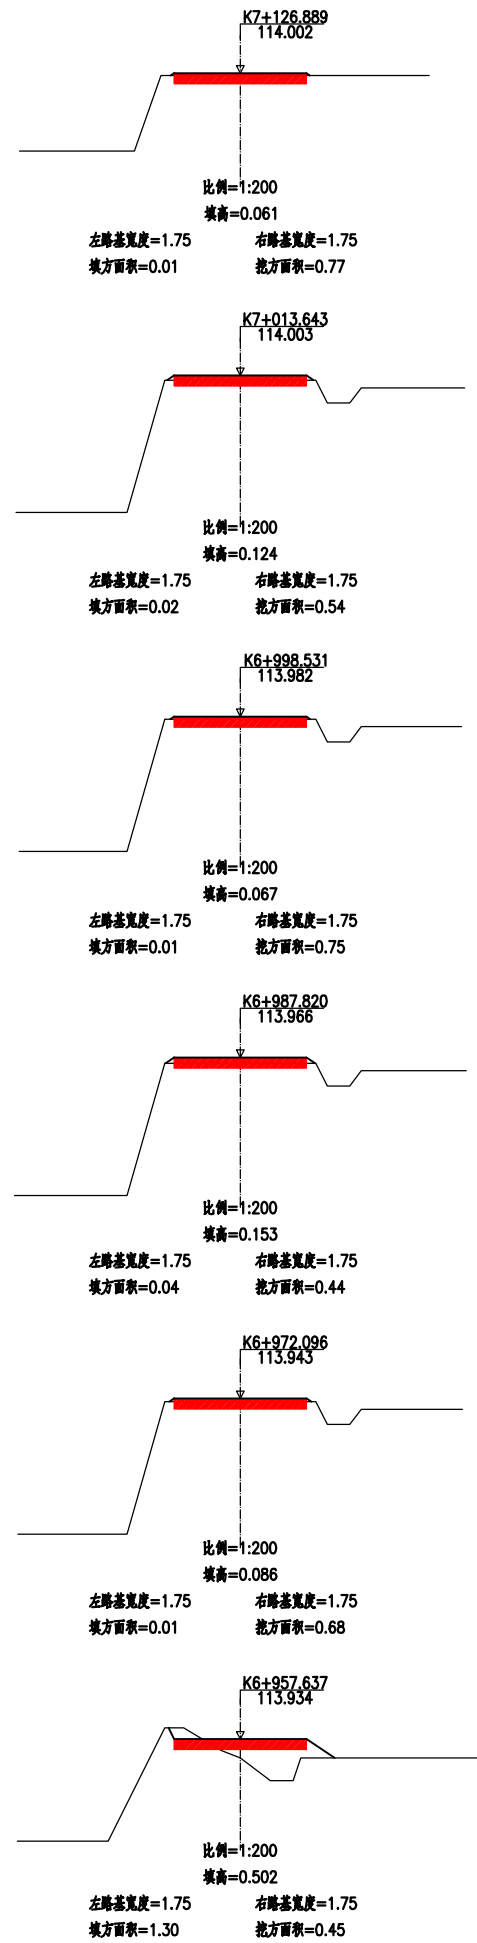 K7+126.889
114.002
比例=1:200
填高=0.061
左路基宽度=1.75 右路基宽度=1.75
填方面积=0.01 挖方面积=0.77
K7+013.643
114.003
比例=1:200
填高=0.124
左路基宽度=1.75 右路基宽度=1.75
填方面积=0.02 挖方面积=0.54
K6+998.531
113.982
比例=1:200
填高=0.067
左路基宽度=1.75 右路基宽度=1.75
填方面积=0.01 挖方面积=0.75
K6+987.820
113.966
比例=1:200
填高=0.153
左路基宽度=1.75 右路基宽度=1.75
填方面积=0.04 挖方面积=0.44
K6+972.096
113.943
比例=1:200
填高=0.086
左路基宽度=1.75 右路基宽度=1.75
填方面积=0.01 挖方面积=0.68
K6+957.637
113.934
比例=1:200
填高=0.502
左路基宽度=1.75 右路基宽度=1.75
填方面积=1.30 挖方面积=0.45